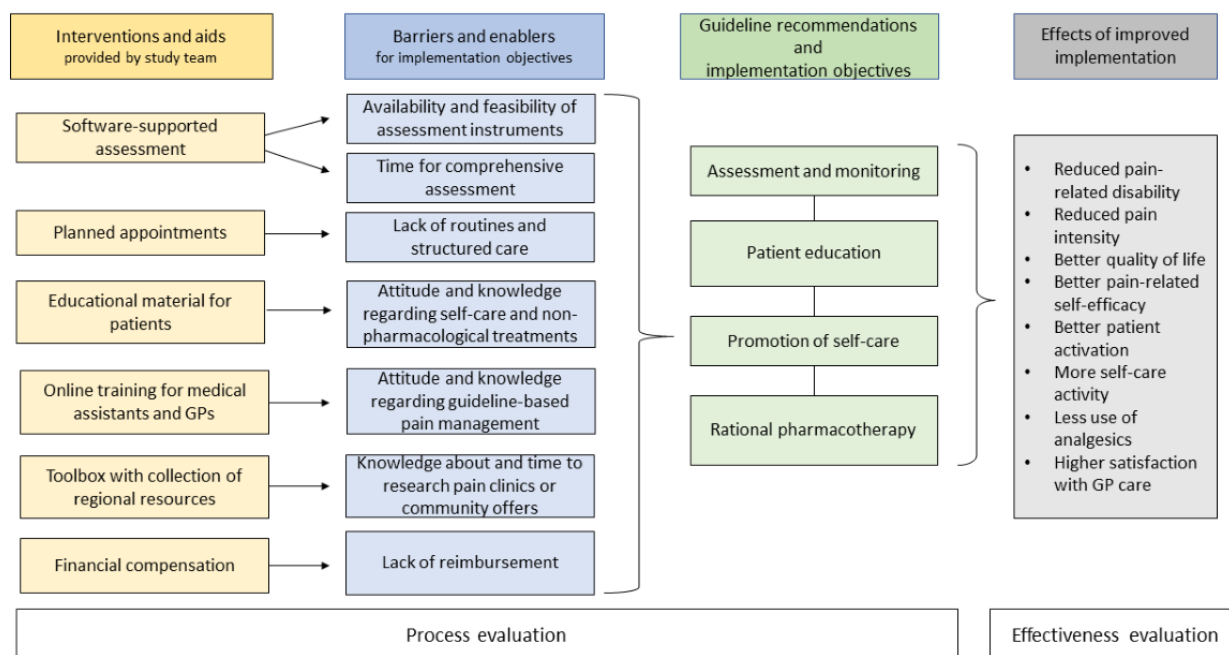 Interventions and aids
provided by study team
Barriers and enablers
for implementation objectives
Guideline recommendations
and
implementation objectives
Effects of improved
implementation
Software-supported
assessment
Availability and feasibility of
assessment instruments
Time for comprehensive
assessment
Planned appointments
Lack of routines and
structured care
Educational material for
patients
Attitude and knowledge
regarding self-care and non-
pharmacological treatments
Online training for medical
assistants and GPs
Attitude and knowledge
regarding guideline-based
pain management
Toolbox with collection of
regional resources
Knowledge about and time to
research pain clinics or
community offers
Financial compensation
Lack of reimbursement
Assessment and monitoring
Patient education
Promotion of self-care
Rational pharmacotherapy
• Reduced pain-
related disability
• Reduced pain
intensity
• Better quality of life
• Better pain-related
self-efficacy
• Better patient
activation
• More self-care
activity
• Less use of
analgesics
• Higher satisfaction
with GP care
Process evaluation
Effectiveness evaluation